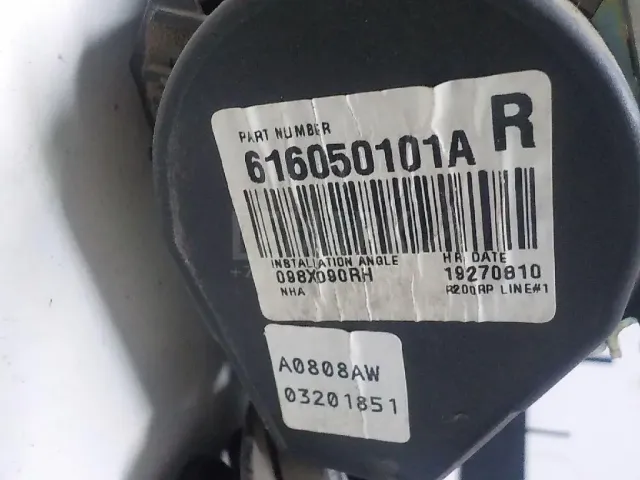 PART NUMBER
R
616050101A
INSTALLATION ANGLE
HR DATE
098X090RH
19270810
NHA
R200RP LINE#1
A0808AW
03201851